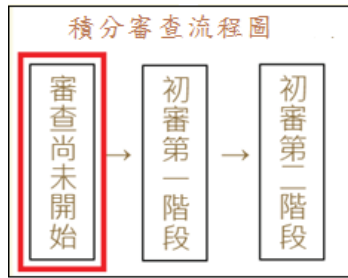 積分審查流程圖
審查尚未開始
→
初審第一階段
→
初審第二階段